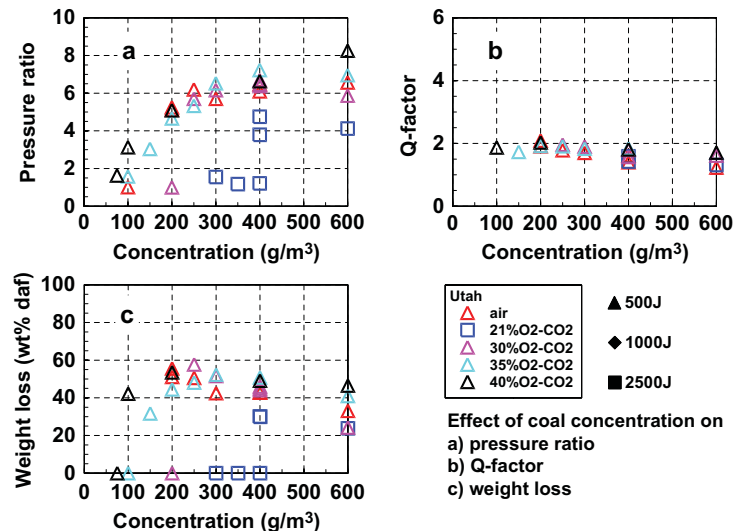 a
Pressure ratio
10
8
6
4
2
0
0 100 200 300 400 500 600
Concentration (g/m³)
b
Q-factor
6
4
2
0
0 100 200 300 400 500 600
Concentration (g/m³)
c
Weight loss (wt% daf)
100
80
60
40
20
0
0 100 200 300 400 500 600
Concentration (g/m³)
Utah
air
21%O2-CO2
30%O2-CO2
35%O2-CO2
40%O2-CO2
500J
1000J
2500J
Effect of coal concentration on
a) pressure ratio
b) Q-factor
c) weight loss